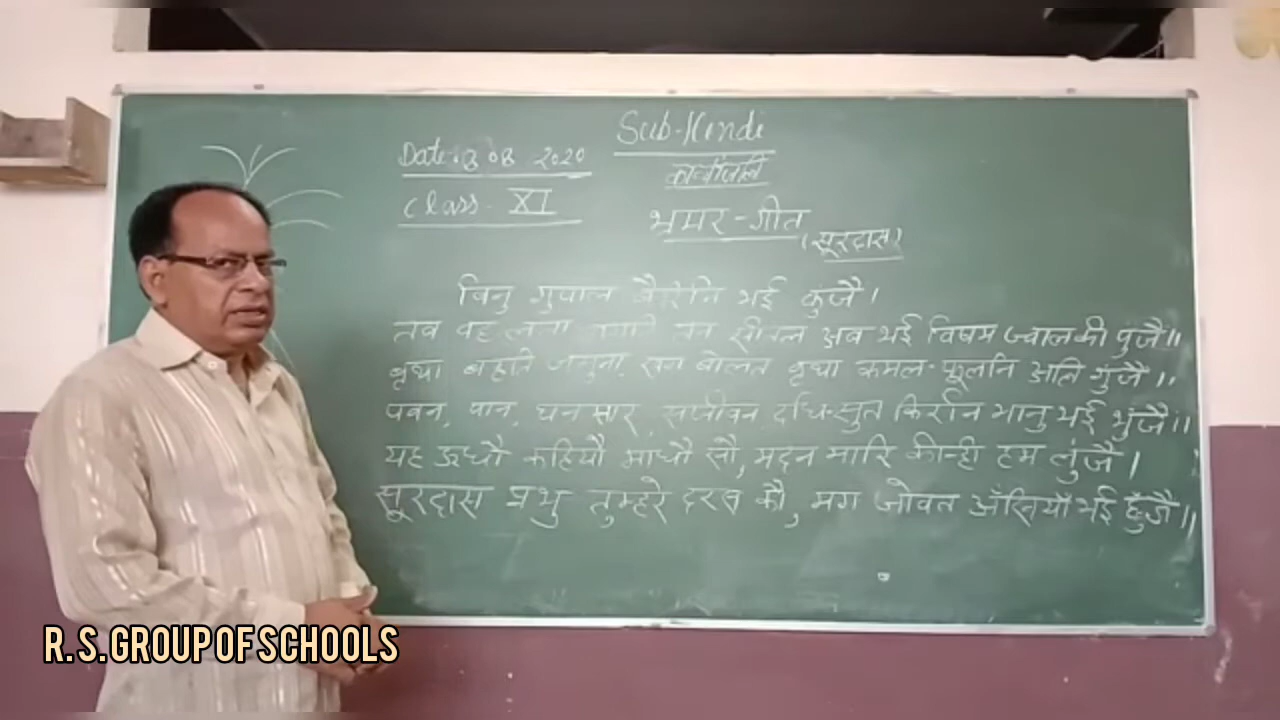 Sub-Hindi
Date 13 08 2020
काव्यांजलि
Class- XI
भ्रमर-गीत
(सूरदास)
विनु गुपाल बैरिनि भई कुंजै।
तव वह लता लगति तन सीतल अब भई विषम ज्वाल की पुंजै॥
वृथा बहति जमुना, खग बोलत वृथा कमल-फूलनि अलि गुंजै॥
पवन, पान, घनसार, सजीवन दधि-सुत किरनि भानु भई भुंजै॥
यह ऊधौ कहियौ माधौ सौं, मदन मारि कीन्ही हम लुंजै।
सूरदास प्रभु तुम्हरे दरस कौ, मग जोवत अँखियाँ भई छुँजै॥
R. S. GROUP OF SCHOOLS